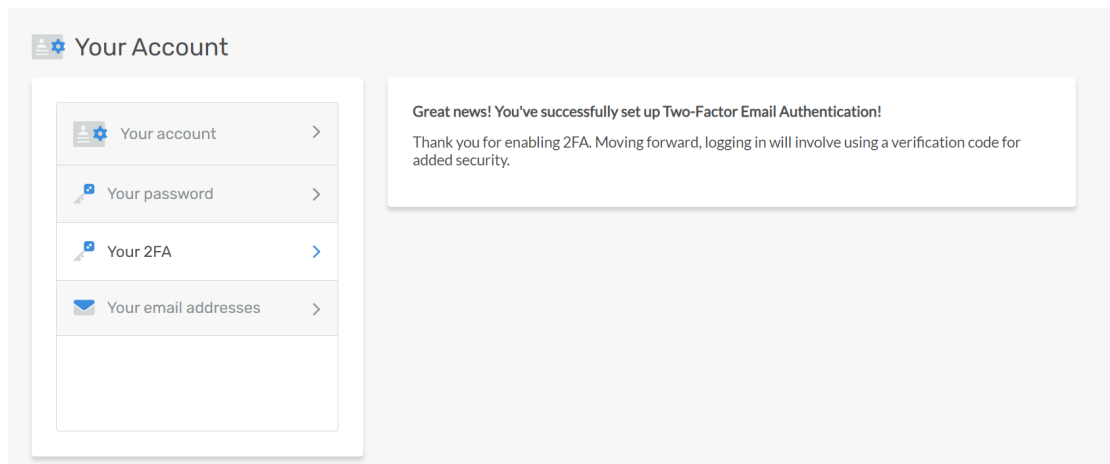 Your Account
Your account
Your password
Your 2FA
Your email addresses
Great news! You've successfully set up Two-Factor Email Authentication!
Thank you for enabling 2FA. Moving forward, logging in will involve using a verification code for
added security.